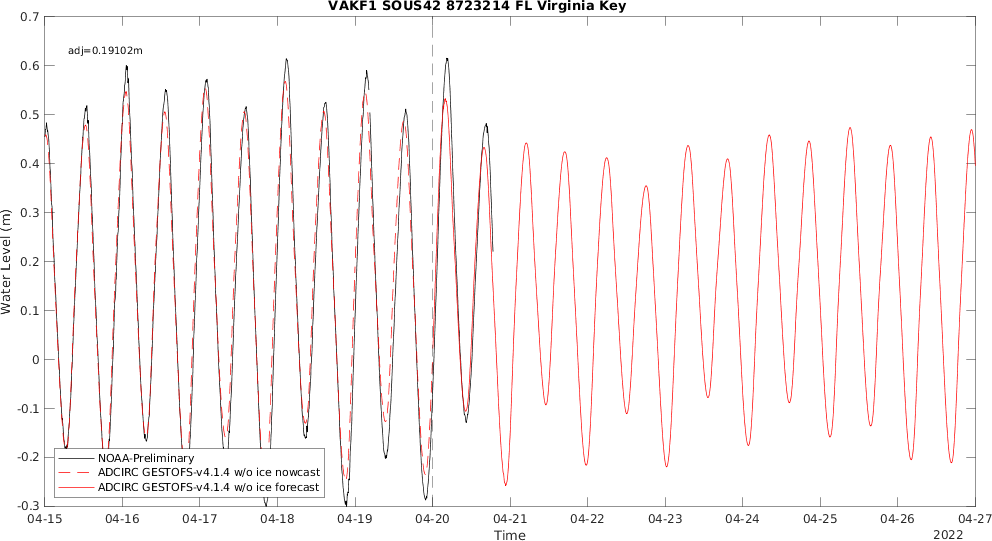 VAKF1 SOUS42 8723214 FL Virginia Key
0.7
0.6
0.5
0.4
0.3
0.2
0.1
0
-0.1
-0.2
-0.3
Water Level (m)
adj=0.19102m
NOAA-Preliminary
ADCIRC GESTOFS-v4.1.4 w/o ice nowcast
ADCIRC GESTOFS-v4.1.4 w/o ice forecast
04-15 04-16 04-17 04-18 04-19 04-20 04-21 04-22 04-23 04-24 04-25 04-26 04-27
Time
2022